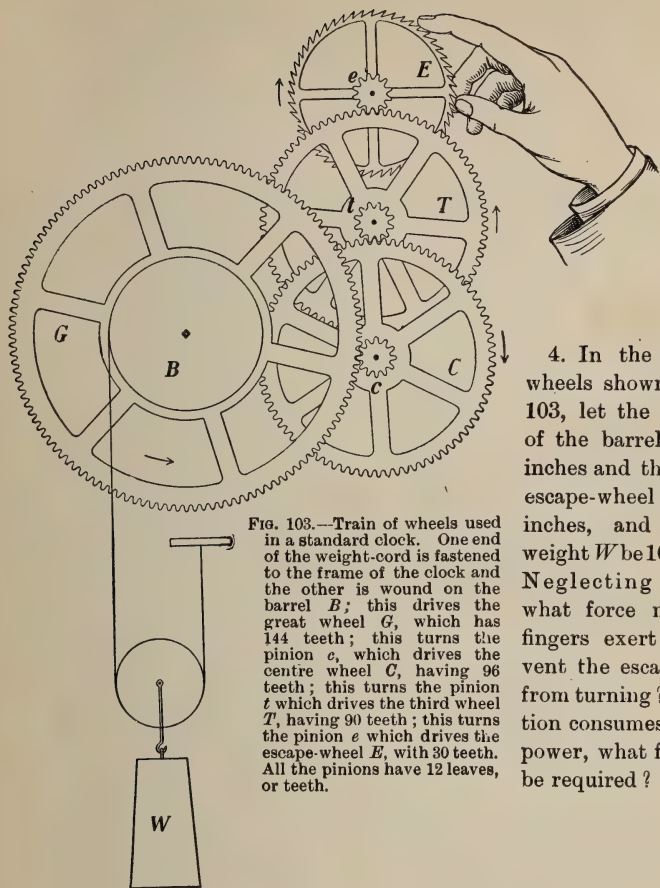 e
E
l
T
G
B
C
c
W
4. In the
wheels shown
103, let the
of the barrel
inches and th
escape-wheel
inches, and
weight W be 10
Neglecting
what force n
fingers exert
vent the esca
from turning ?
tion consumes
power, what f
be required ?
FIG. 103.—Train of wheels used
in a standard clock. One end
of the weight-cord is fastened
to the frame of the clock and
the other is wound on the
barrel B; this drives the
great wheel G, which has
144 teeth; this turns the
pinion c, which drives the
centre wheel C, having 96
teeth; this turns the pinion
t which drives the third wheel
T, having 90 teeth; this turns
the pinion e which drives the
escape-wheel E, with 30 teeth.
All the pinions have 12 leaves,
or teeth.